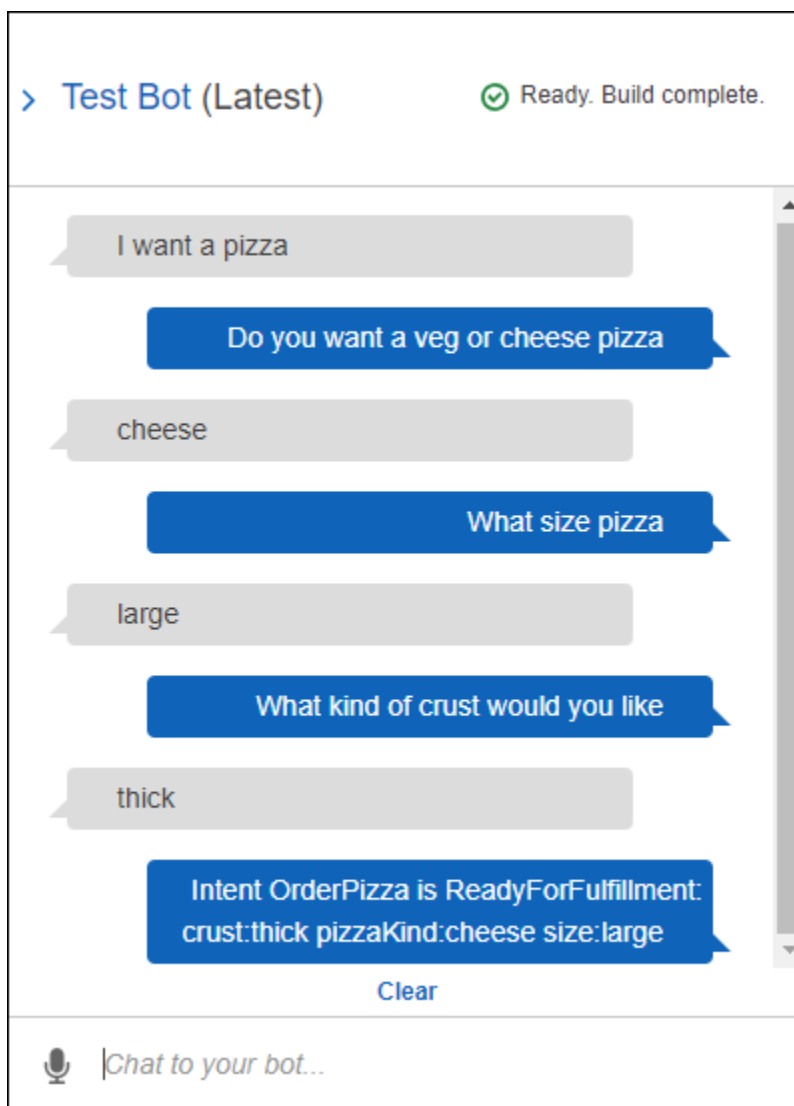 Test Bot (Latest)
Ready. Build complete.
I want a pizza
Do you want a veg or cheese pizza
cheese
What size pizza
large
What kind of crust would you like
thick
Intent OrderPizza is ReadyForFulfillment:
crust:thick pizzaKind:cheese size:large
Clear
Chat to your bot...